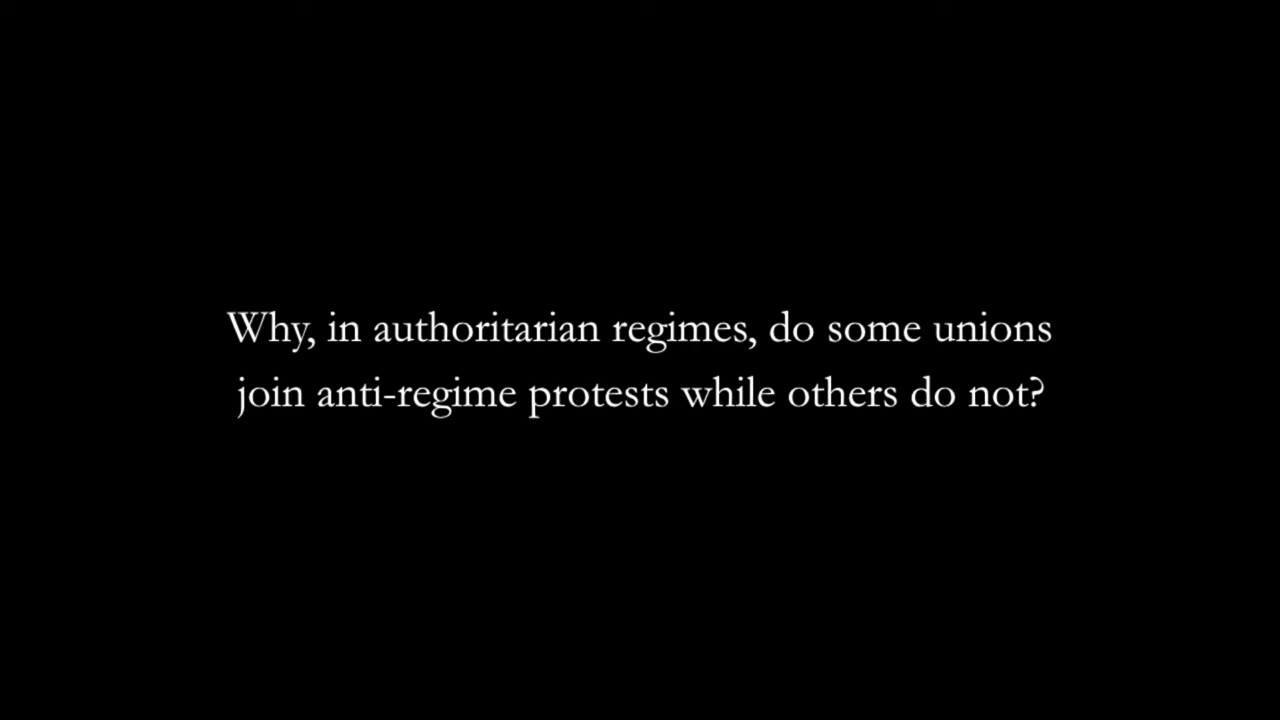 Why, in authoritarian regimes, do some unions
join anti-regime protests while others do not?